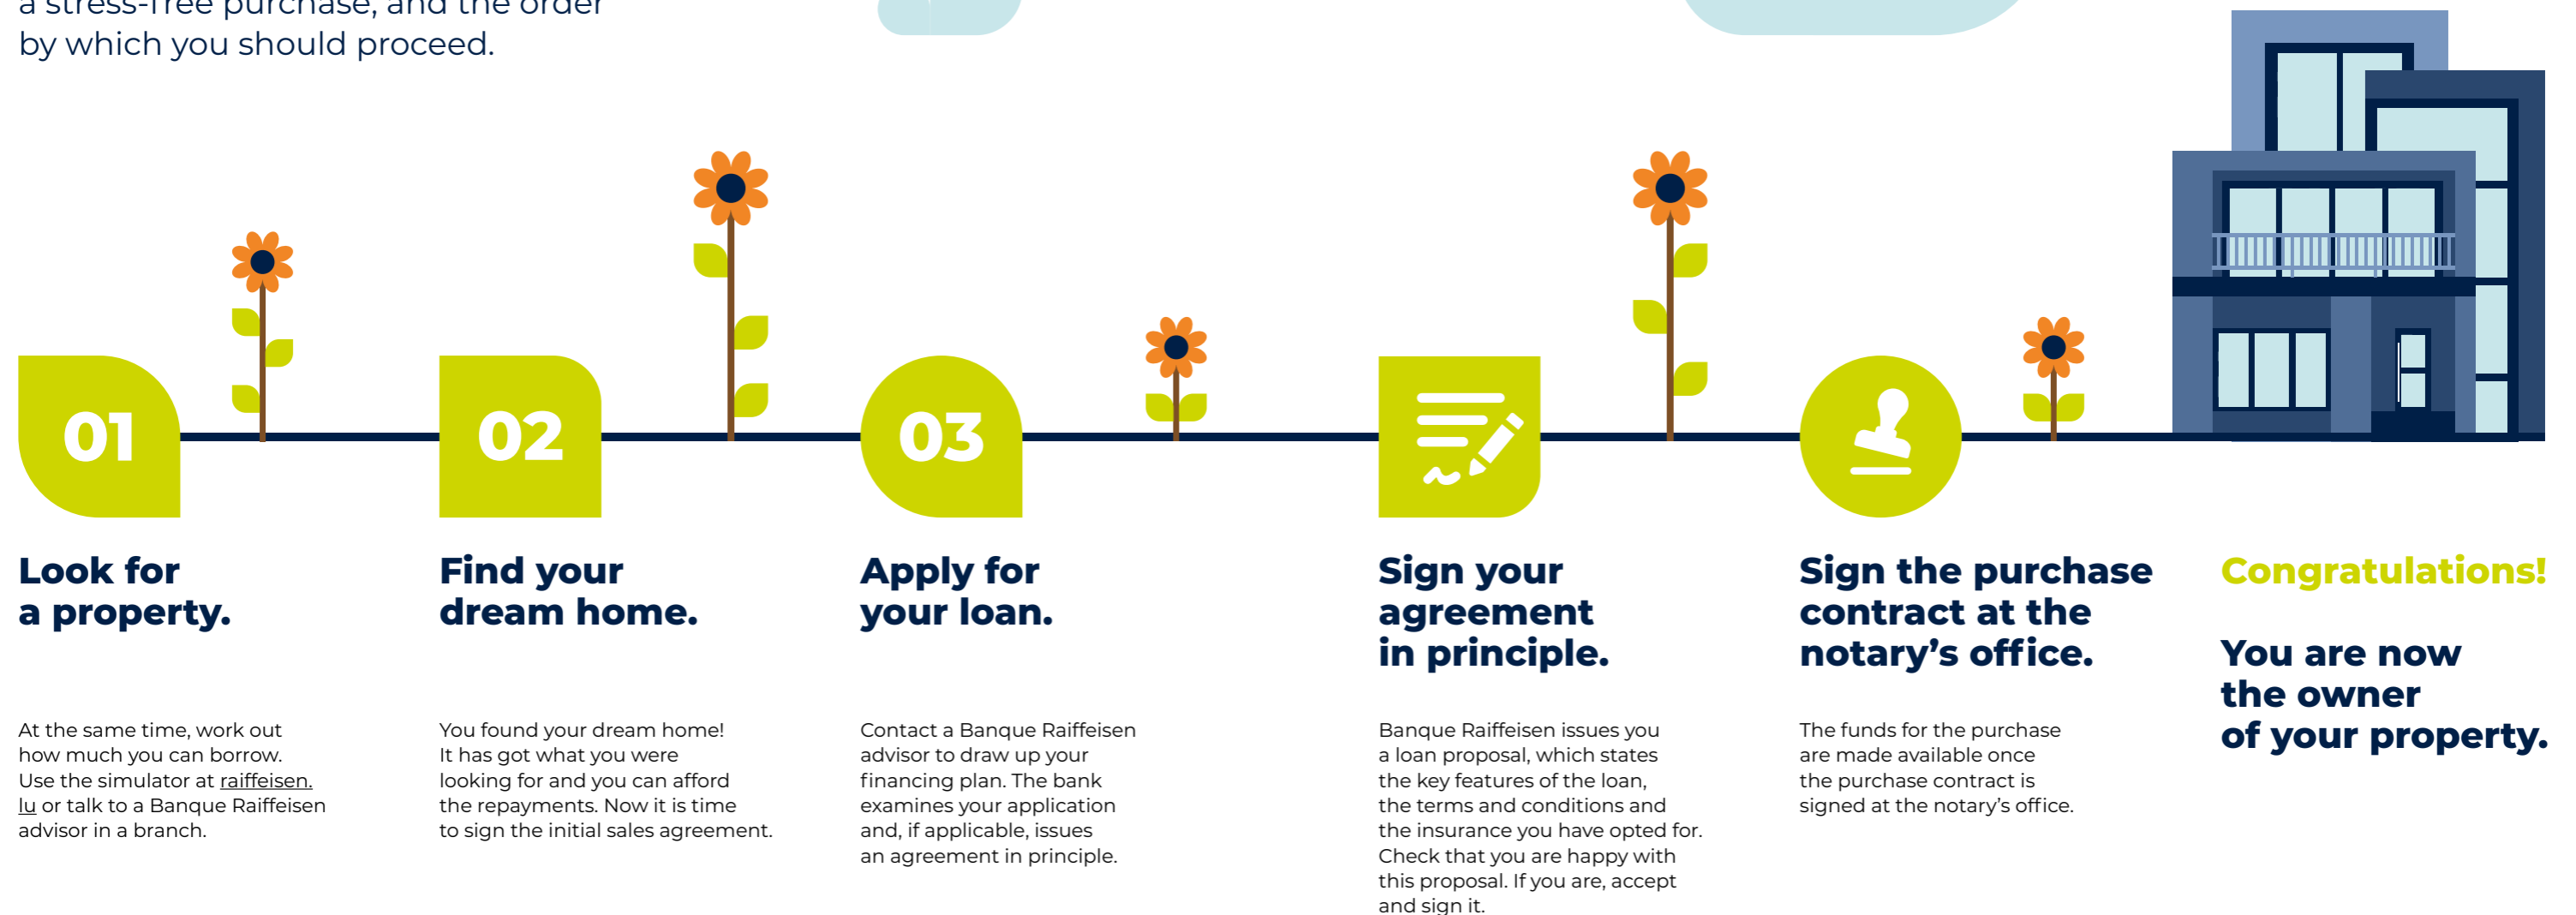 a stress-free purchase, and the order
by which you should proceed.
01
Look for
a property.
At the same time, work out
how much you can borrow.
Use the simulator at raiffeisen.
lu or talk to a Banque Raiffeisen
advisor in a branch.
02
Find your
dream home.
You found your dream home!
It has got what you were
looking for and you can afford
the repayments. Now it is time
to sign the initial sales agreement.
03
Apply for
your loan.
Contact a Banque Raiffeisen
advisor to draw up your
financing plan. The bank
examines your application
and, if applicable, issues
an agreement in principle.
Sign your
agreement
in principle.
Banque Raiffeisen issues you
a loan proposal, which states
the key features of the loan,
the terms and conditions and
the insurance you have opted for.
Check that you are happy with
this proposal. If you are, accept
and sign it.
Sign the purchase
contract at the
notary’s office.
The funds for the purchase
are made available once
the purchase contract is
signed at the notary’s office.
Congratulations!
You are now
the owner
of your property.